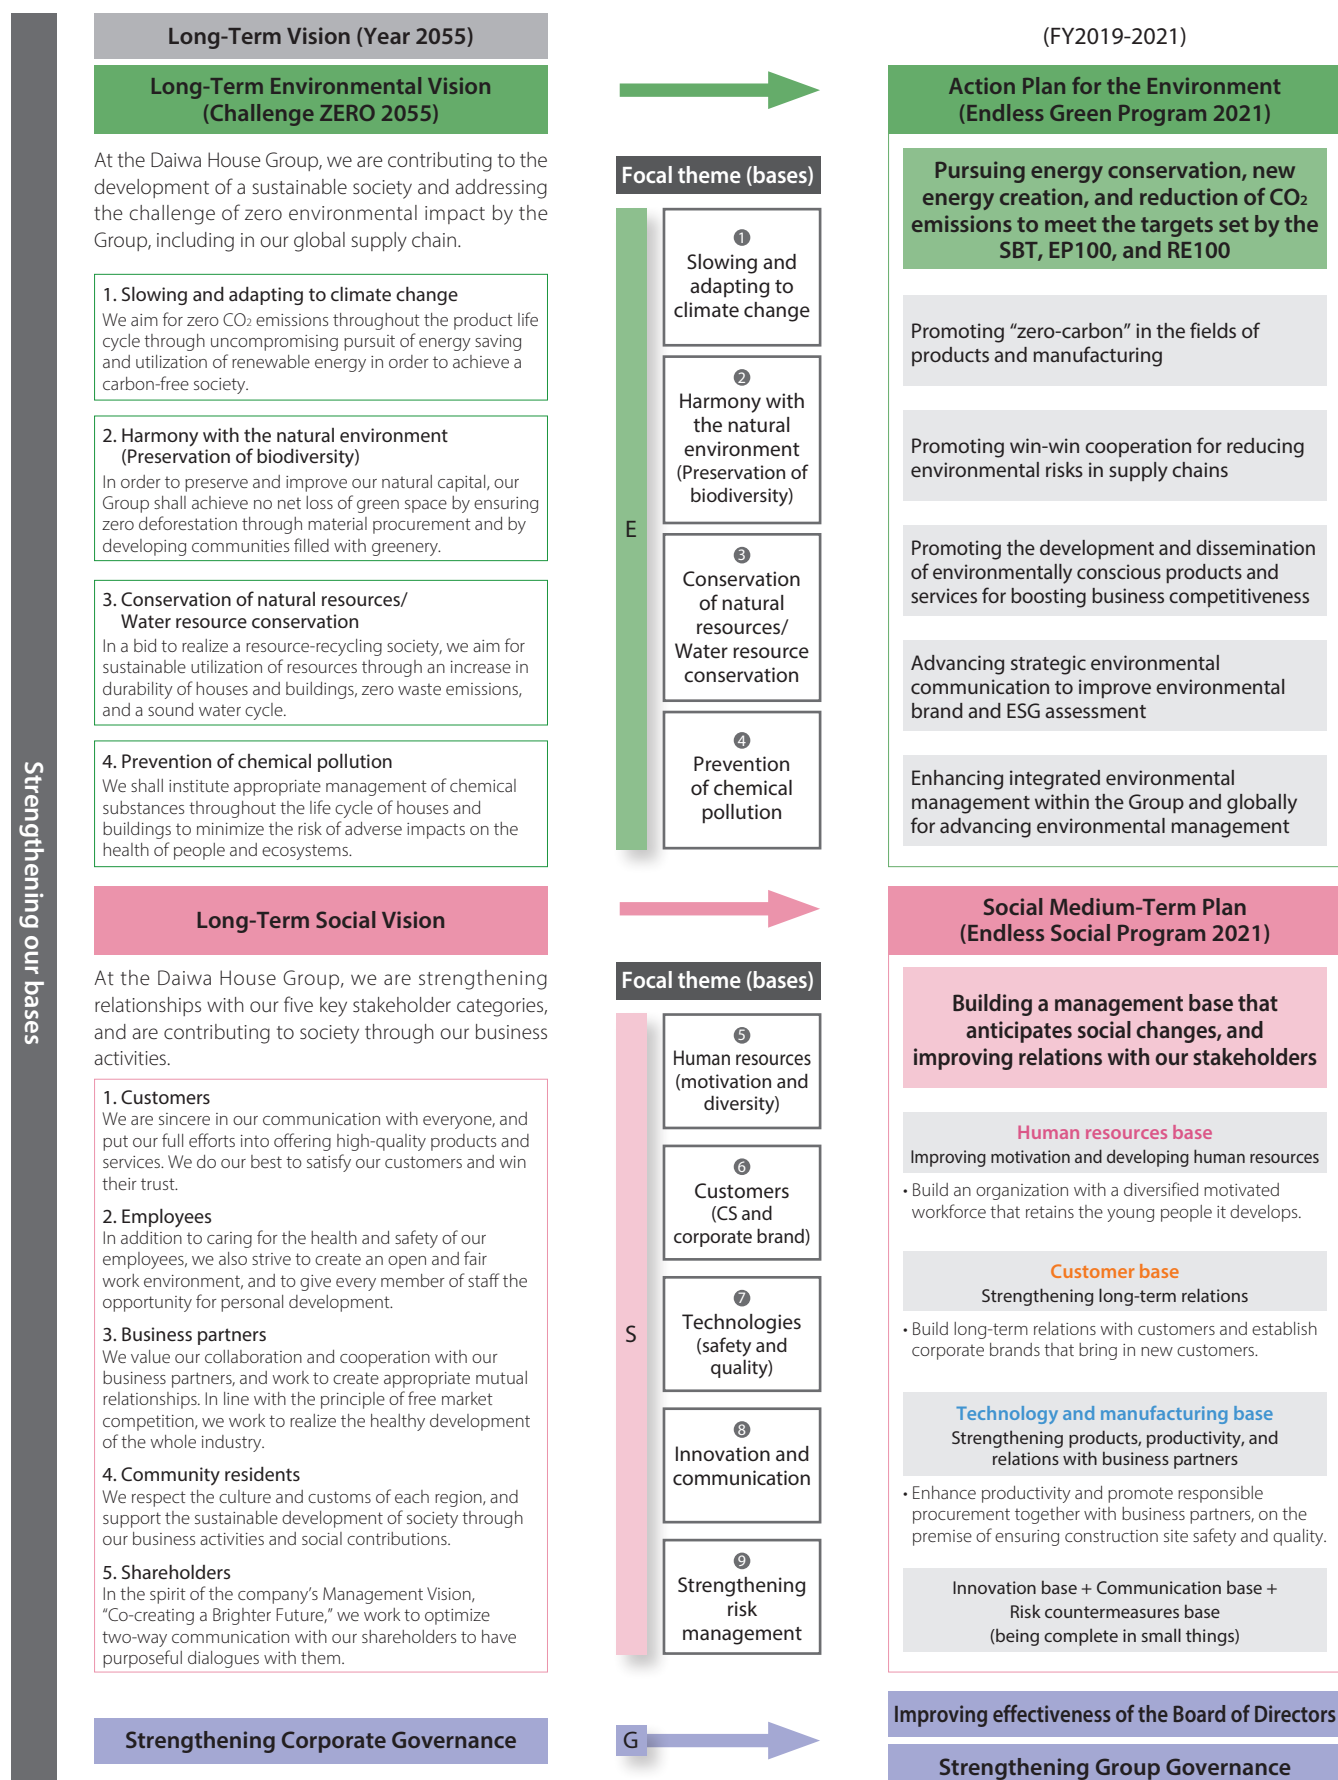 Strengthening our bases
Long-Term Vision (Year 2055)
Long-Term Environmental Vision
(Challenge ZERO 2055)
At the Daiwa House Group, we are contributing to the
development of a sustainable society and addressing
the challenge of zero environmental impact by the
Group, including in our global supply chain.
1. Slowing and adapting to climate change
We aim for zero CO2 emissions throughout the product life
cycle through uncompromising pursuit of energy saving
and utilization of renewable energy in order to achieve a
carbon-free society.
2. Harmony with the natural environment
(Preservation of biodiversity)
In order to preserve and improve our natural capital, our
Group shall achieve no net loss of green space by ensuring
zero deforestation through material procurement and by
developing communities filled with greenery.
3. Conservation of natural resources/
Water resource conservation
In a bid to realize a resource-recycling society, we aim for
sustainable utilization of resources through an increase in
durability of houses and buildings, zero waste emissions,
and a sound water cycle.
4. Prevention of chemical pollution
We shall institute appropriate management of chemical
substances throughout the life cycle of houses and
buildings to minimize the risk of adverse impacts on the
health of people and ecosystems.
Focal theme (bases)
E
❶
Slowing and
adapting to
climate change
❷
Harmony with
the natural
environment
(Preservation of
biodiversity)
❸
Conservation
of natural
resources/
Water resource
conservation
❹
Prevention
of chemical
pollution
(FY2019-2021)
Action Plan for the Environment
(Endless Green Program 2021)
Pursuing energy conservation, new
energy creation, and reduction of CO2
emissions to meet the targets set by the
SBT, EP100, and RE100
Promoting “zero-carbon” in the fields of
products and manufacturing
Promoting win-win cooperation for reducing
environmental risks in supply chains
Promoting the development and dissemination
of environmentally conscious products and
services for boosting business competitiveness
Advancing strategic environmental
communication to improve environmental
brand and ESG assessment
Enhancing integrated environmental
management within the Group and globally
for advancing environmental management
Long-Term Social Vision
At the Daiwa House Group, we are strengthening
relationships with our five key stakeholder categories,
and are contributing to society through our business
activities.
1. Customers
We are sincere in our communication with everyone, and
put our full efforts into offering high-quality products and
services. We do our best to satisfy our customers and win
their trust.
2. Employees
In addition to caring for the health and safety of our
employees, we also strive to create an open and fair
work environment, and to give every member of staff the
opportunity for personal development.
3. Business partners
We value our collaboration and cooperation with our
business partners, and work to create appropriate mutual
relationships. In line with the principle of free market
competition, we work to realize the healthy development
of the whole industry.
4. Community residents
We respect the culture and customs of each region, and
support the sustainable development of society through
our business activities and social contributions.
5. Shareholders
In the spirit of the company’s Management Vision,
“Co-creating a Brighter Future,” we work to optimize
two-way communication with our shareholders to have
purposeful dialogues with them.
Focal theme (bases)
S
❺
Human resources
(motivation and
diversity)
❻
Customers
(CS and
corporate brand)
❼
Technologies
(safety and
quality)
❽
Innovation and
communication
❾
Strengthening
risk
management
Social Medium-Term Plan
(Endless Social Program 2021)
Building a management base that
anticipates social changes, and
improving relations with our stakeholders
Human resources base
Improving motivation and developing human resources
• Build an organization with a diversified motivated
workforce that retains the young people it develops.
Customer base
Strengthening long-term relations
• Build long-term relations with customers and establish
corporate brands that bring in new customers.
Technology and manufacturing base
Strengthening products, productivity, and
relations with business partners
• Enhance productivity and promote responsible
procurement together with business partners, on the
premise of ensuring construction site safety and quality.
Innovation base + Communication base +
Risk countermeasures base
(being complete in small things)
Strengthening Corporate Governance
G
Improving effectiveness of the Board of Directors
Strengthening Group Governance